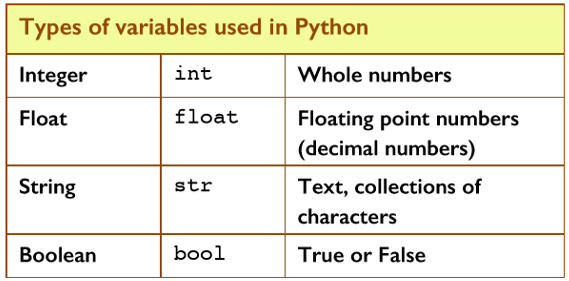 Types of variables used in Python
Integer int Whole numbers
Float float Floating point numbers
(decimal numbers)
String str Text, collections of
characters
Boolean bool True or False